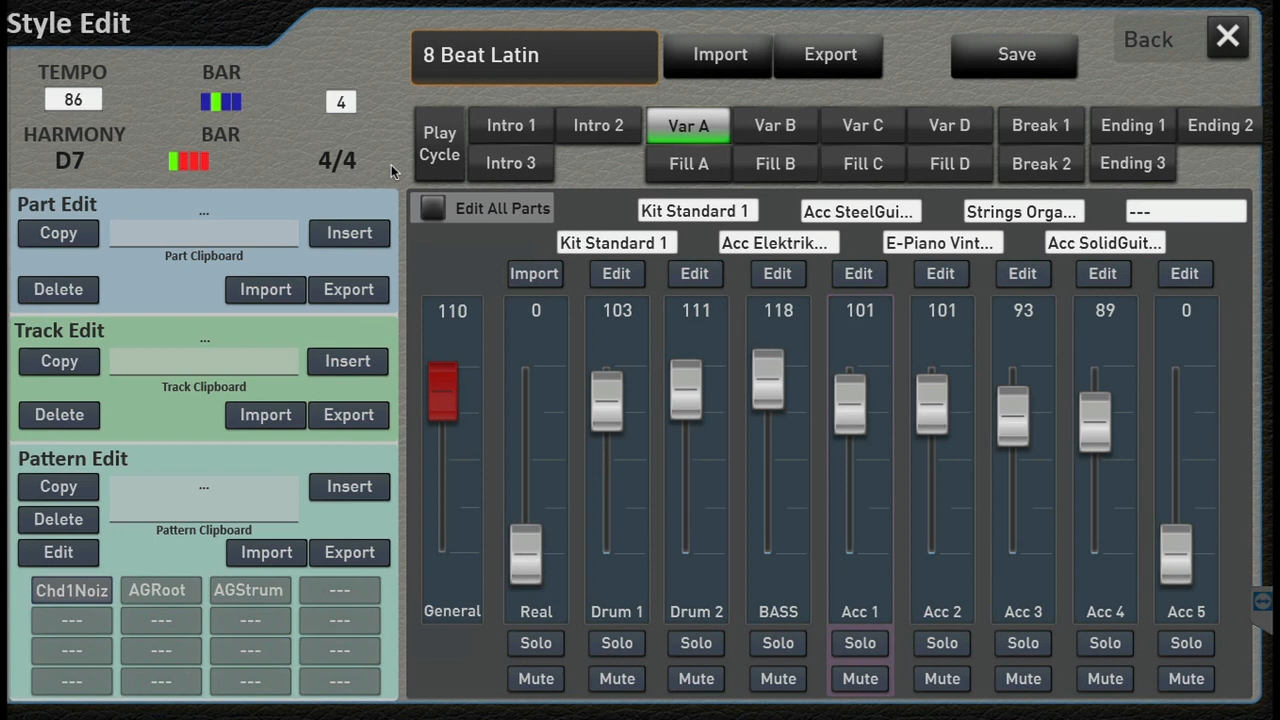 Style Edit
8 Beat Latin
Import
Export
Save
Back
TEMPO
BAR
86
4
HARMONY
BAR
D7
4/4
Play
Cycle
Intro 1
Intro 2
Var A
Var B
Var C
Var D
Break 1
Ending 1
Ending 2
Intro 3
Fill A
Fill B
Fill C
Fill D
Break 2
Ending 3
Part Edit
...
Copy
Insert
Part Clipboard
Delete
Import
Export
Track Edit
...
Copy
Insert
Track Clipboard
Delete
Import
Export
Pattern Edit
Copy
...
Insert
Delete
Pattern Clipboard
Edit
Import
Export
Chd1Noiz
AGRoot
AGStrum
---
---
---
---
---
---
---
---
---
---
---
---
---
Edit All Parts
Kit Standard 1
Acc SteelGui...
Strings Orga...
---
Kit Standard 1
Acc Elektrik...
E-Piano Vint...
Acc SolidGuit...
Import
Edit
Edit
Edit
Edit
Edit
Edit
Edit
Edit
110
0
103
111
118
101
101
93
89
0
General
Real
Drum 1
Drum 2
BASS
Acc 1
Acc 2
Acc 3
Acc 4
Acc 5
Solo
Solo
Solo
Solo
Solo
Solo
Solo
Solo
Solo
Mute
Mute
Mute
Mute
Mute
Mute
Mute
Mute
Mute